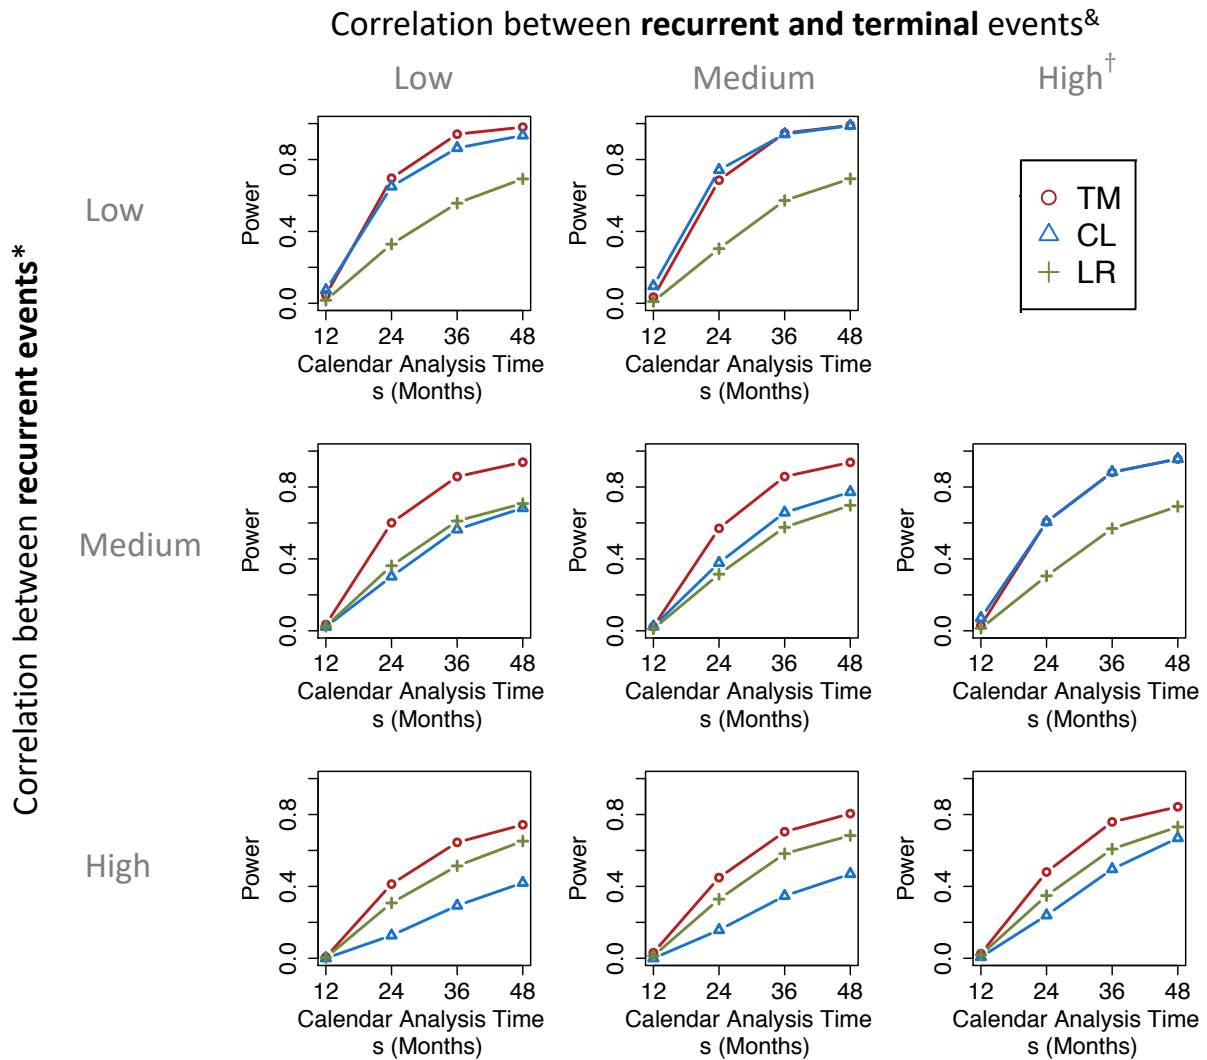 Correlation between recurrent and terminal events&
Low
Medium
High†
Correlation between recurrent events*
Low
Power
0.0
0.4
0.8
12
24
36
48
Calendar Analysis Time
s (Months)
Power
0.0
0.4
0.8
12
24
36
48
Calendar Analysis Time
s (Months)
TM
CL
LR
Medium
Power
0.0
0.4
0.8
12
24
36
48
Calendar Analysis Time
s (Months)
Power
0.0
0.4
0.8
12
24
36
48
Calendar Analysis Time
s (Months)
Power
0.0
0.4
0.8
12
24
36
48
Calendar Analysis Time
s (Months)
High
Power
0.0
0.4
0.8
12
24
36
48
Calendar Analysis Time
s (Months)
Power
0.0
0.4
0.8
12
24
36
48
Calendar Analysis Time
s (Months)
Power
0.0
0.4
0.8
12
24
36
48
Calendar Analysis Time
s (Months)